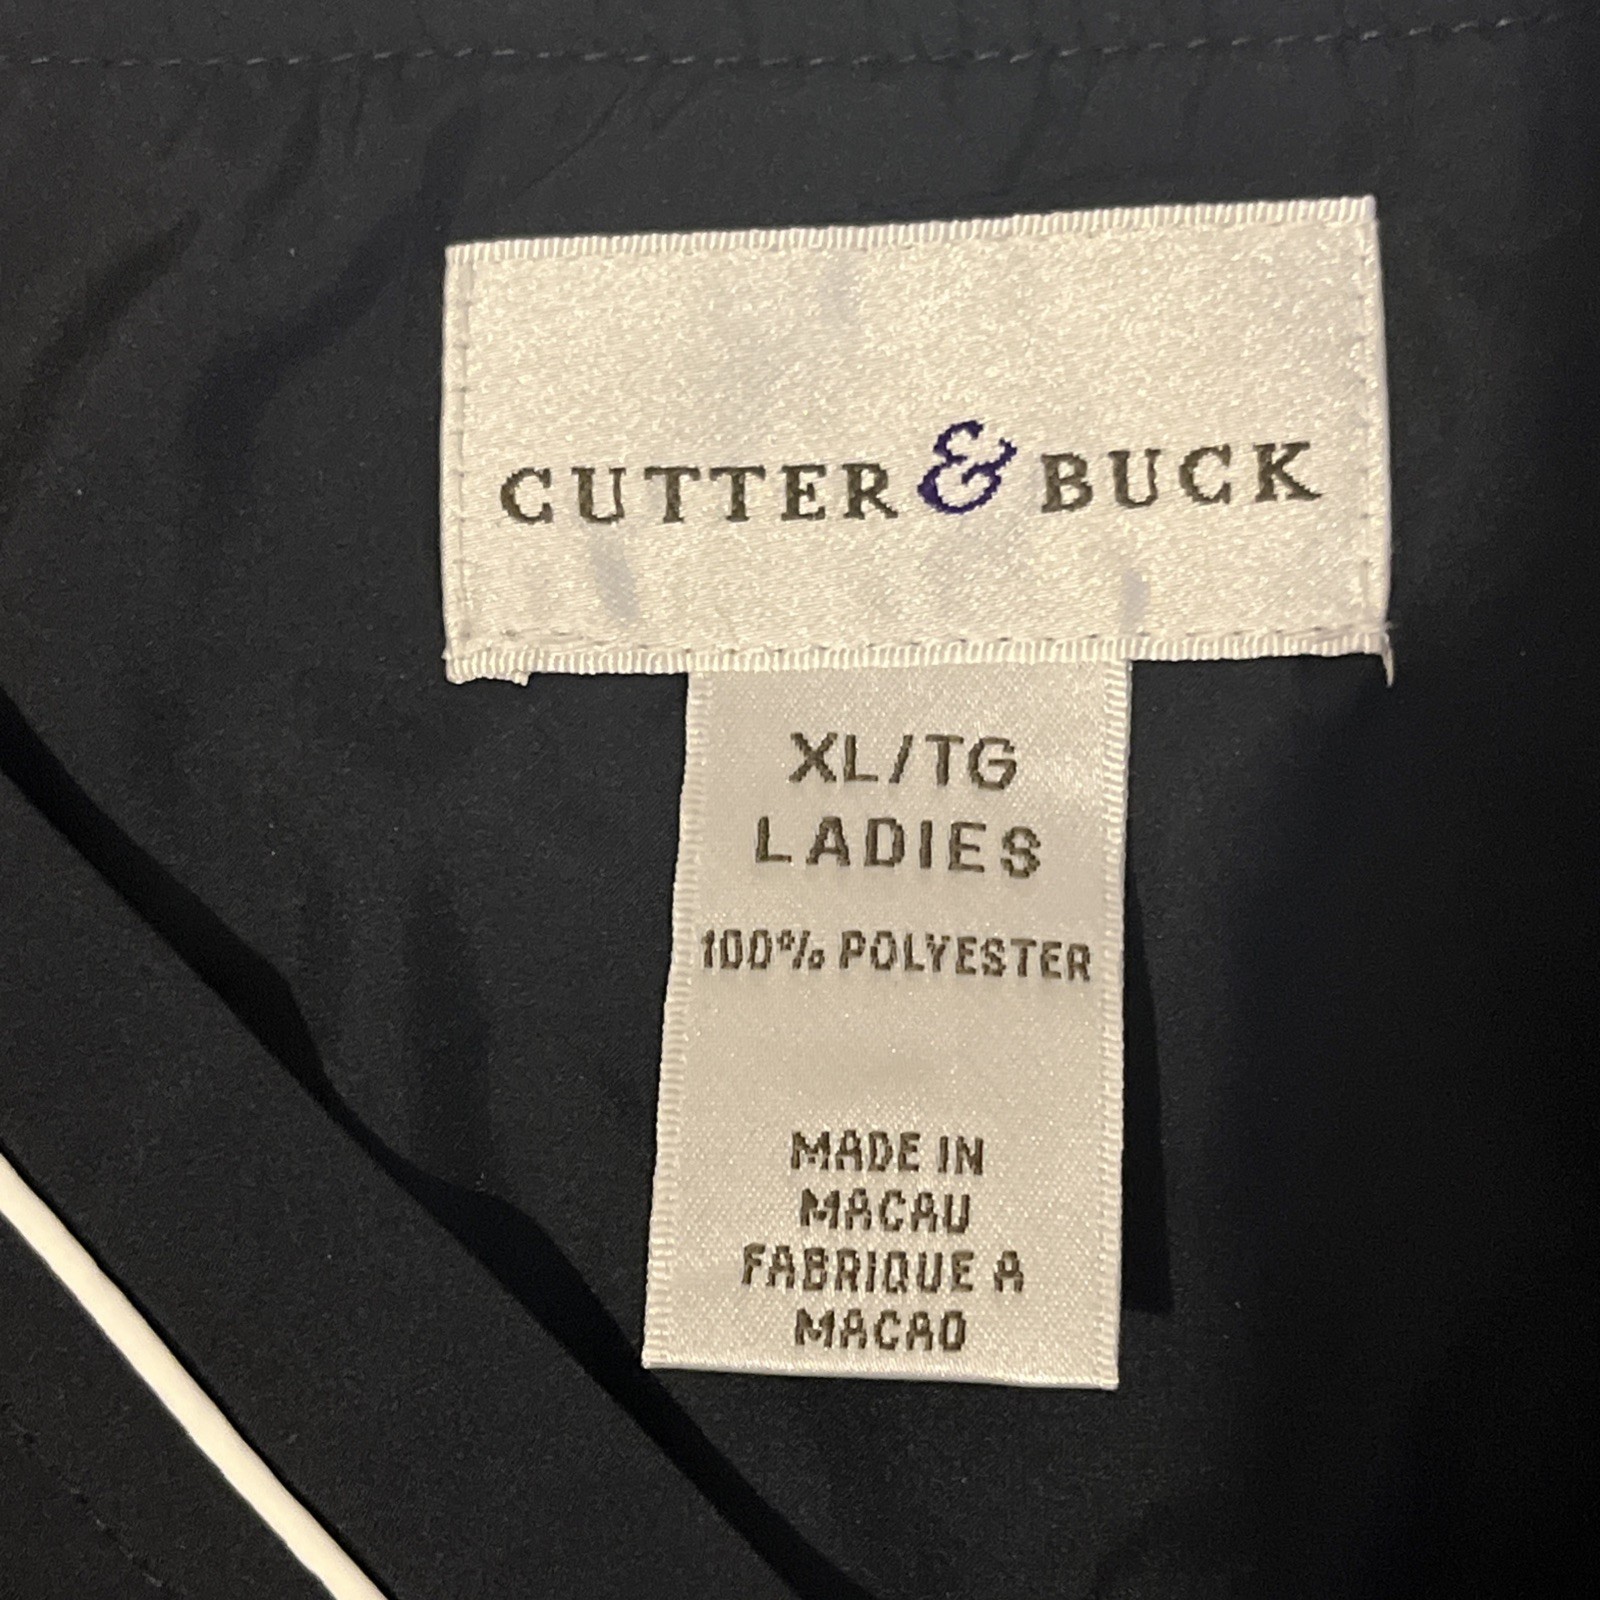 CUTTER & BUCK
XL/TG
LADIES
100% POLYESTER
MADE IN
MACAU
FABRIQUE A
MACAO